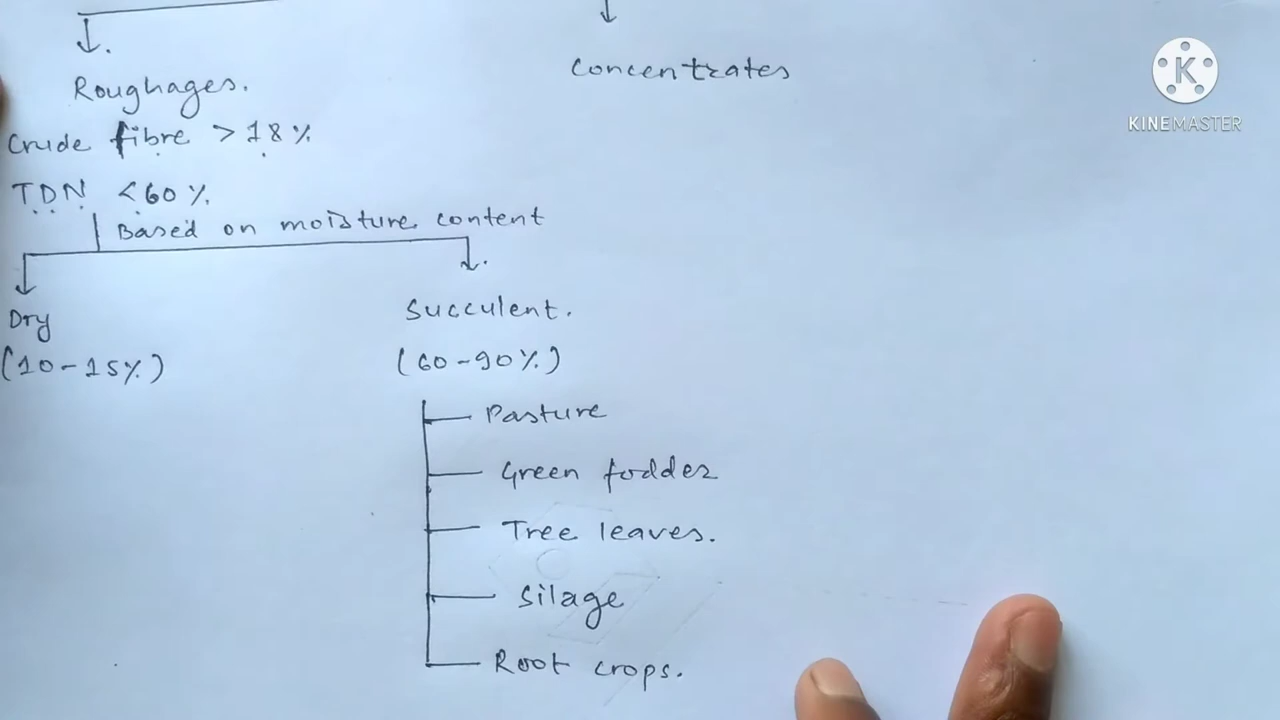 Roughages.
Concentrates
Crude fibre > 18%
TDN < 60%
Based on moisture content
Dry
(10-15%)
Succulent.
(60-90%)
Pasture
Green fodder
Tree leaves.
Silage
Root crops.
K
KINEMASTER